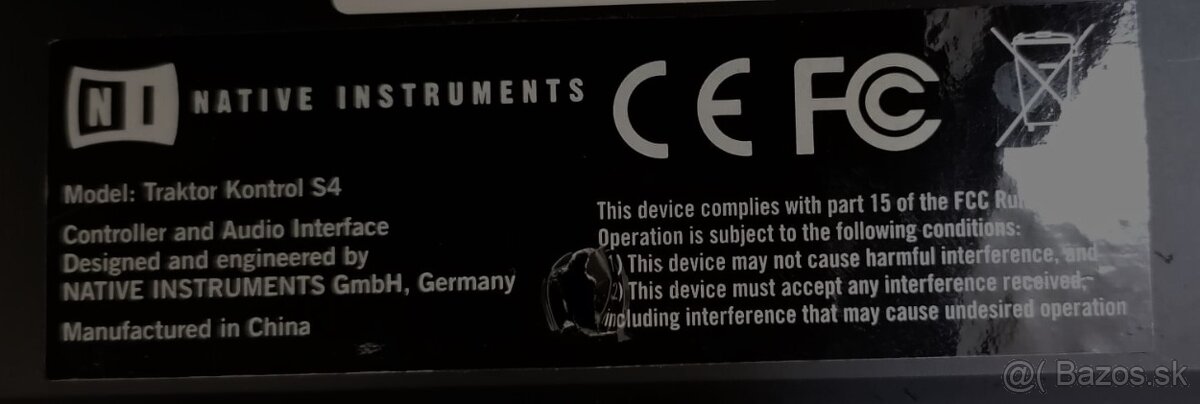 NI NATIVE INSTRUMENTS
CE FC
Model: Traktor Kontrol S4
Controller and Audio Interface
Designed and engineered by
NATIVE INSTRUMENTS GmbH, Germany
Manufactured in China
This device complies with part 15 of the FCC
Operation is subject to the following conditions:
1) This device may not cause harmful interference, and
2) This device must accept any interference received,
including interference that may cause undesired operation
@( Bazos.sk